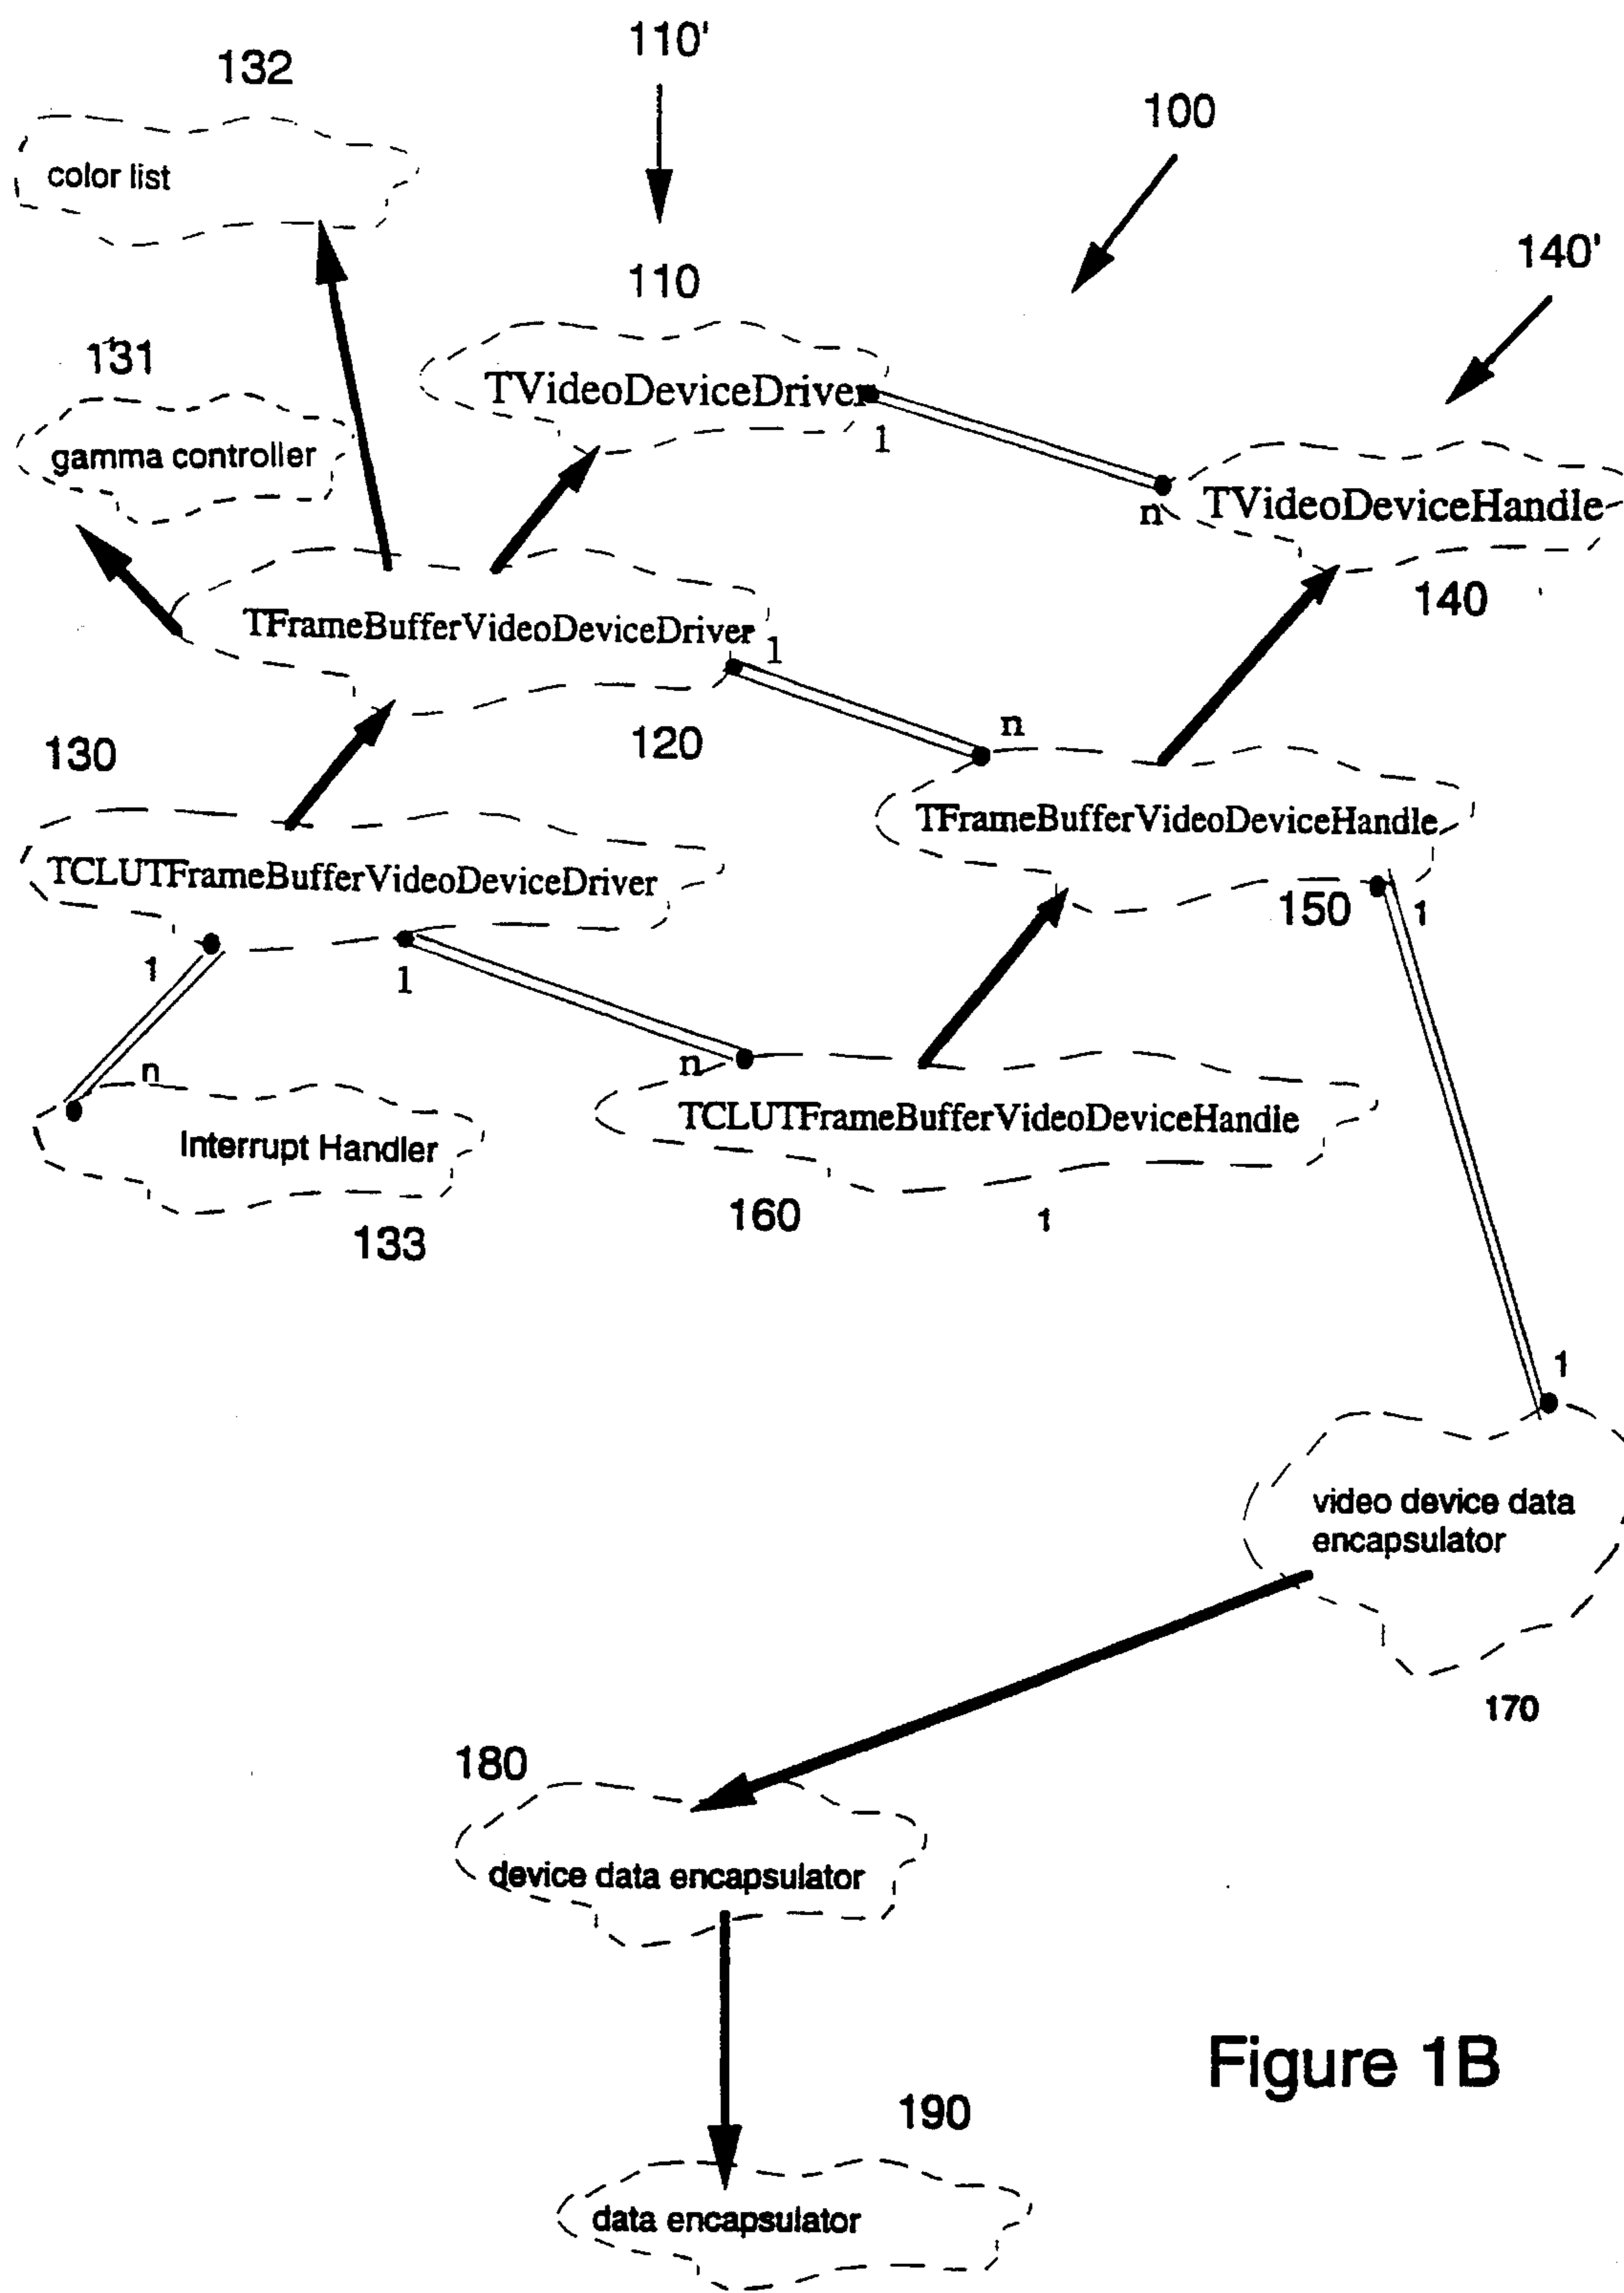 110'
132
100
color list
140'
110
131
TVideoDeviceDriver
1
gamma controller
n
TVideoDeviceHandle
140
TFrameBufferVideoDeviceDriver
1
n
120
130
TFrameBufferVideoDeviceHandle
TCLUTFrameBufferVideoDeviceDriver
150
1
1
1
n
n
TCLUTFrameBufferVideoDeviceHandle
Interrupt Handler
160
1
133
1
video device data
encapsulator
170
180
device data encapsulator
Figure 1B
190
data encapsulator